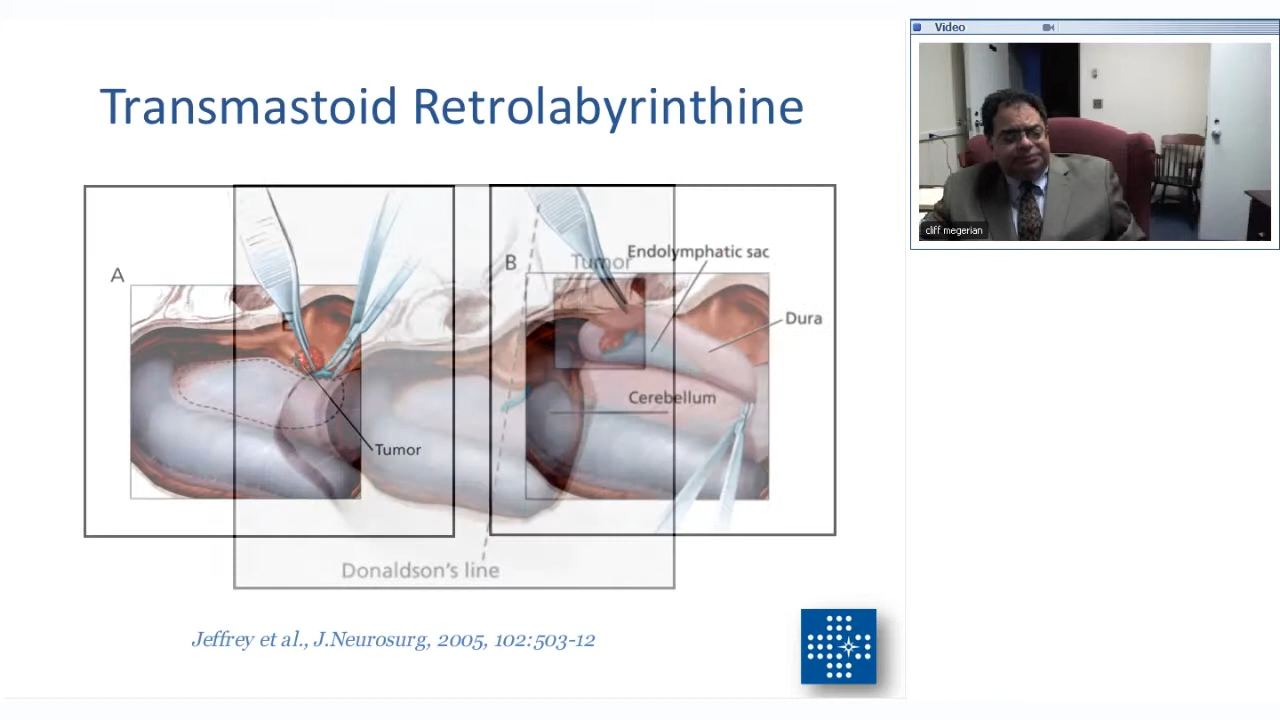 Transmastoid Retrolabyrinthine
A
E
Tumor
B
Tumor
Endolymphatic sac
Dura
Cerebellum
Donaldson's line
Jeffrey et al., J.Neurosurg, 2005, 102:503-12
Video
cliff megerian